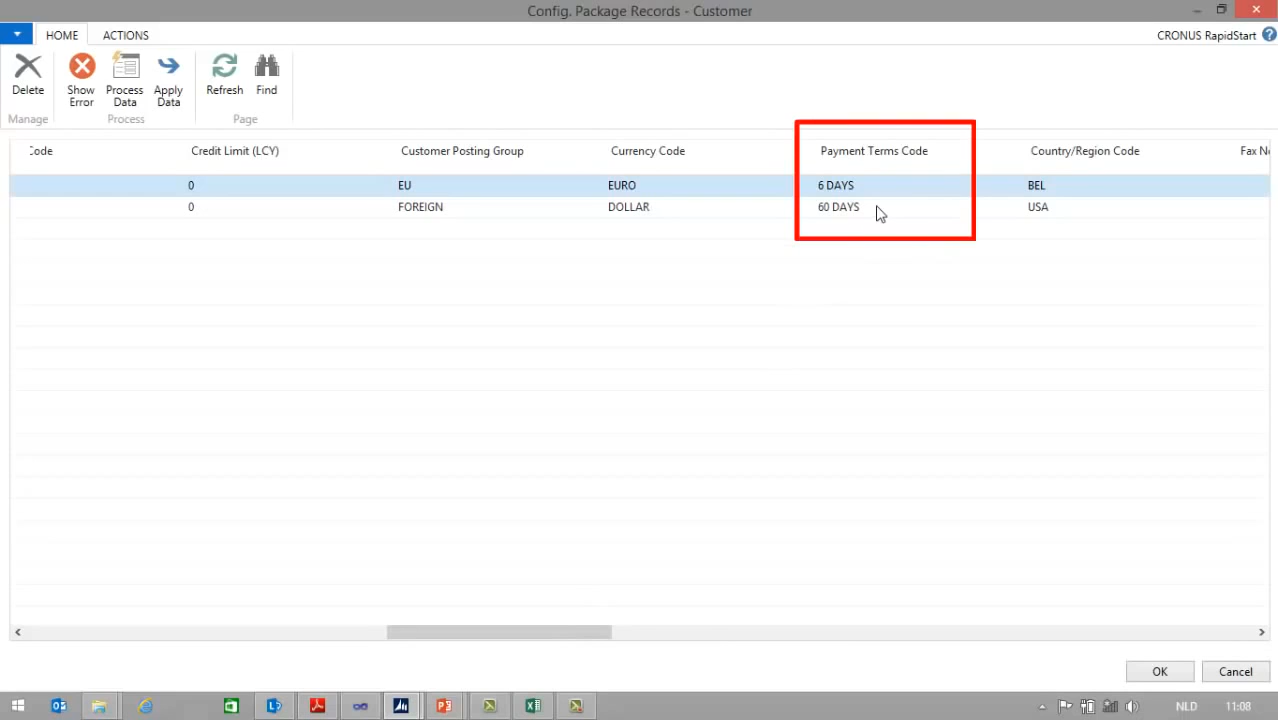 Config. Package Records - Customer
HOME ACTIONS
CRONUS RapidStart
Delete
Show Error
Process Data
Apply Data
Refresh
Find
Manage
Process
Page
Code Credit Limit (LCY) Customer Posting Group Currency Code Payment Terms Code Country/Region Code Fax No
0 EU EURO 6 DAYS BEL
0 FOREIGN DOLLAR 60 DAYS USA
OK Cancel
NLD 11:08